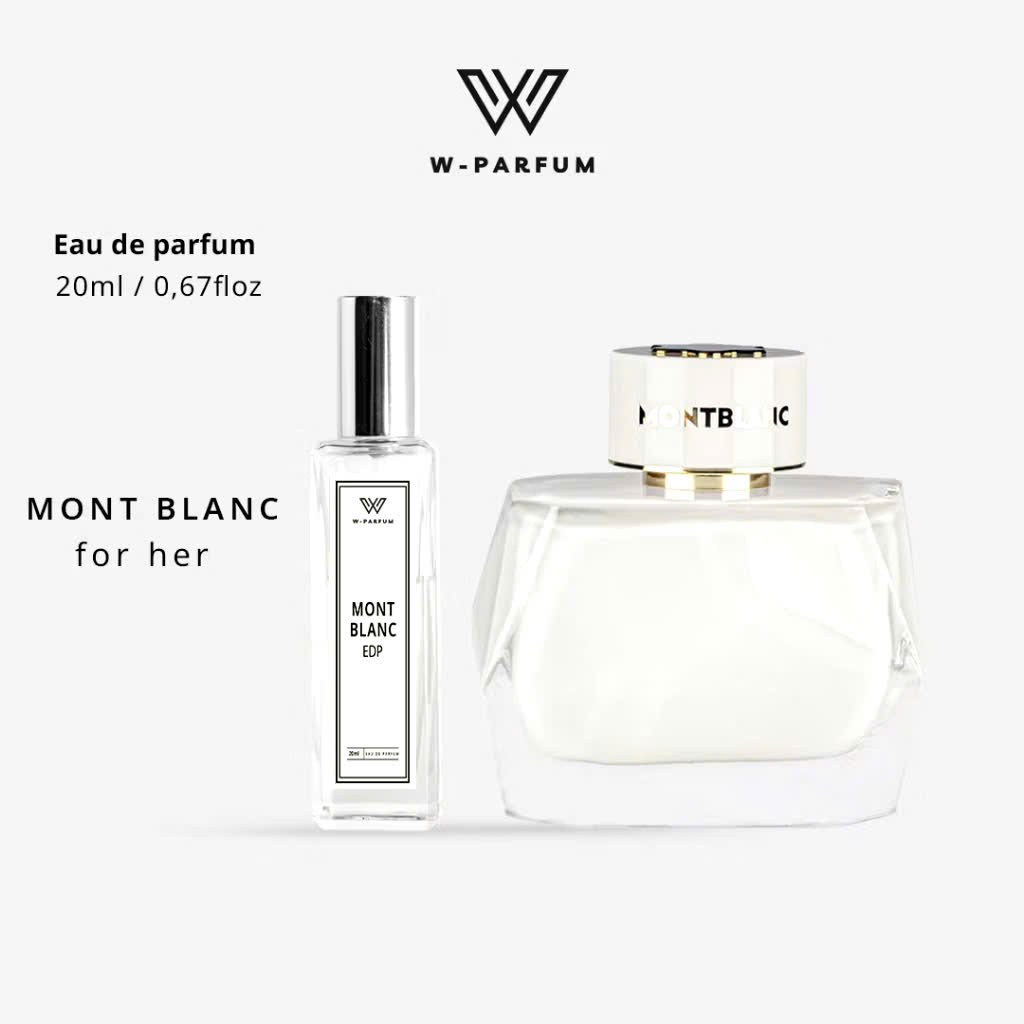 W-PARFUM
Eau de parfum
20ml / 0,67floz
MONT BLANC
for her
W-PARFUM
MONT
BLANC
EDP
20ml EAU DE PARFUM
MONTBLANC